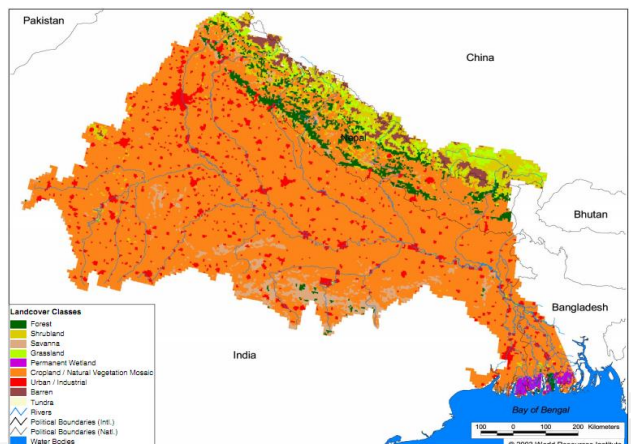 Pakistan
China
Nepal
Bhutan
Bangladesh
India
Landcover Classes
Forest
Shrubland
Savanna
Grassland
Permanent Wetland
Cropland / Natural Vegetation Mosaic
Urban / Industrial
Barren
Tundra
Rivers
Political Boundaries (Intl.)
Political Boundaries (Natl.)
Water Bodies
Bay of Bengal
100 0 100 200 Kilometers
© 2003 World Resources Institute